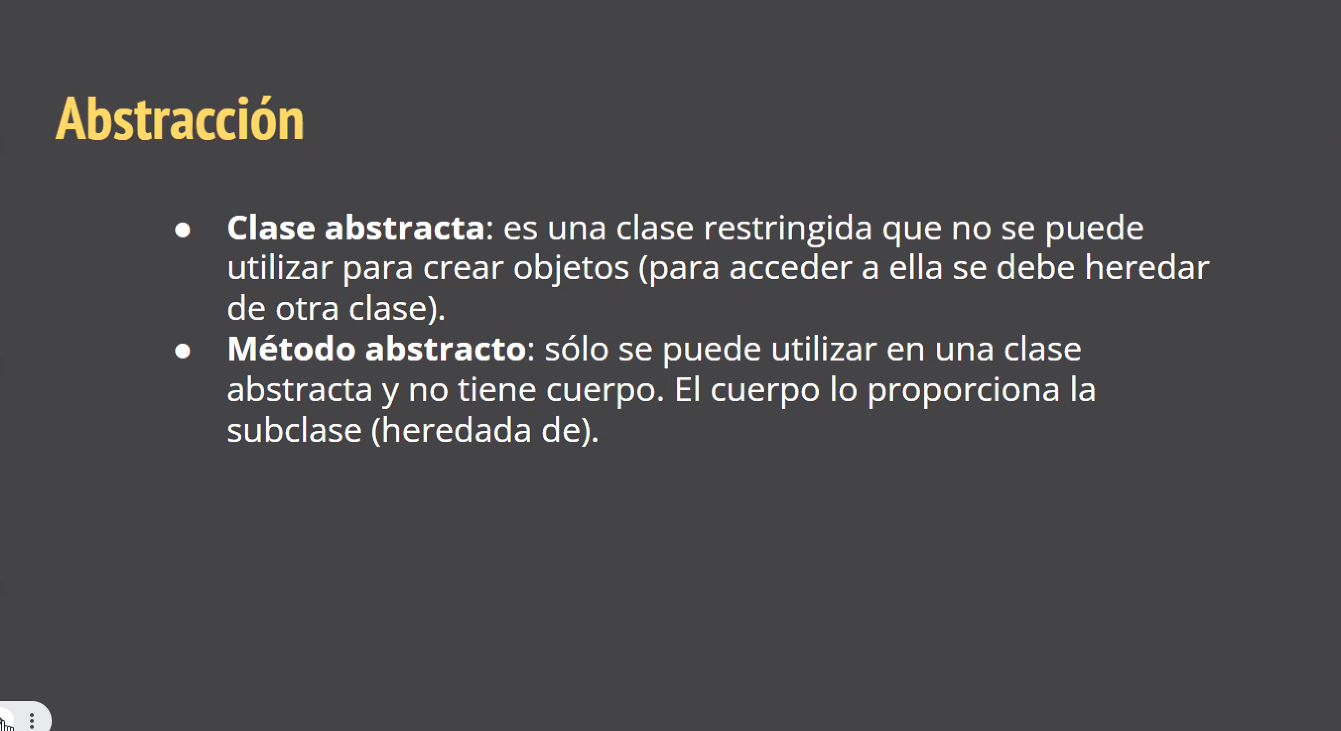 Abstracción
● Clase abstracta: es una clase restringida que no se puede
utilizar para crear objetos (para acceder a ella se debe heredar
de otra clase).
● Método abstracto: sólo se puede utilizar en una clase
abstracta y no tiene cuerpo. El cuerpo lo proporciona la
subclase (heredada de).